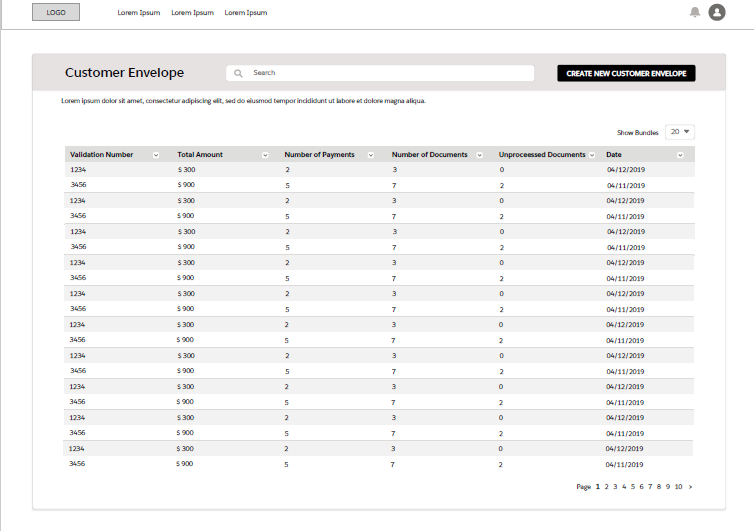 LOGO Lorem Ipsum Lorem Ipsum Lorem Ipsum
Customer Envelope Search CREATE NEW CUSTOMER ENVELOPE
Lorem ipsum dolor sit amet, consectetur adipiscing elit, sed do eiusmod tempor incididunt ut labore et dolore magna aliqua.
Show Bundles 20
Validation Number Total Amount Number of Payments Number of Documents Unproceessed Documents Date
1234 $ 300 2 3 0 04/12/2019
3456 $ 900 5 7 2 04/11/2019
1234 $ 300 2 3 0 04/12/2019
3456 $ 900 5 7 2 04/11/2019
1234 $ 300 2 3 0 04/12/2019
3456 $ 900 5 7 2 04/11/2019
1234 $ 300 2 3 0 04/12/2019
3456 $ 900 5 7 2 04/11/2019
1234 $ 300 2 3 0 04/12/2019
3456 $ 900 5 7 2 04/11/2019
1234 $ 300 2 3 0 04/12/2019
3456 $ 900 5 7 2 04/11/2019
1234 $ 300 2 3 0 04/12/2019
3456 $ 900 5 7 2 04/11/2019
1234 $ 300 2 3 0 04/12/2019
3456 $ 900 5 7 2 04/11/2019
1234 $ 300 2 3 0 04/12/2019
3456 $ 900 5 7 2 04/11/2019
1234 $ 300 2 3 0 04/12/2019
3456 $ 900 5 7 2 04/11/2019
Page 1 2 3 4 5 6 7 8 9 10 >